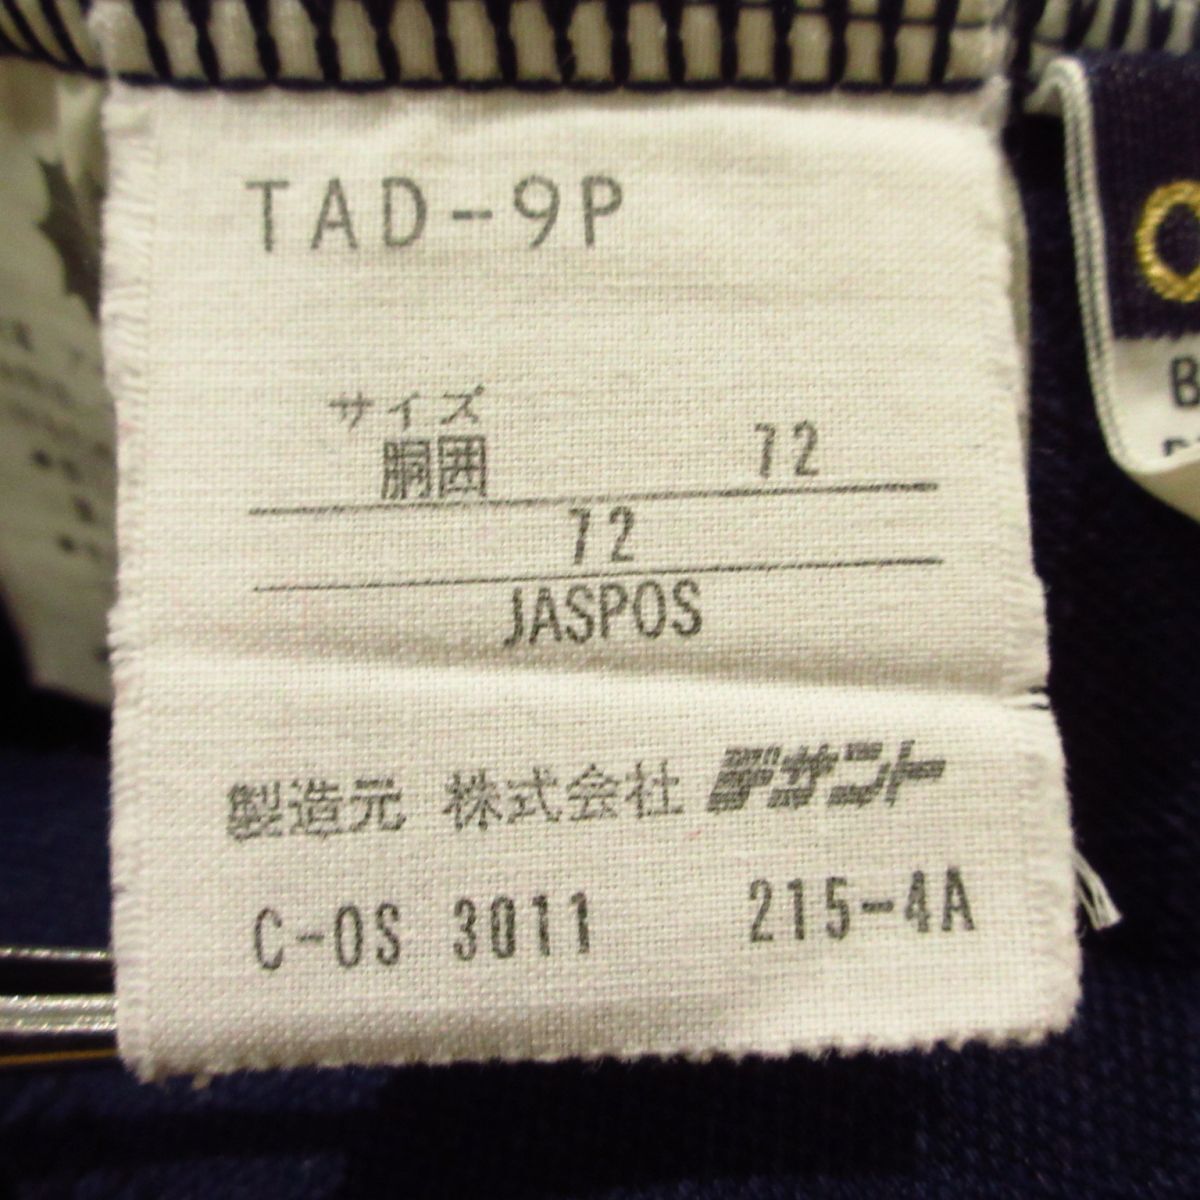 TAD-9P
サイズ
胴囲 72
72
JASPOS
製造元 株式会社 デサント
C-OS 3011 215-4A